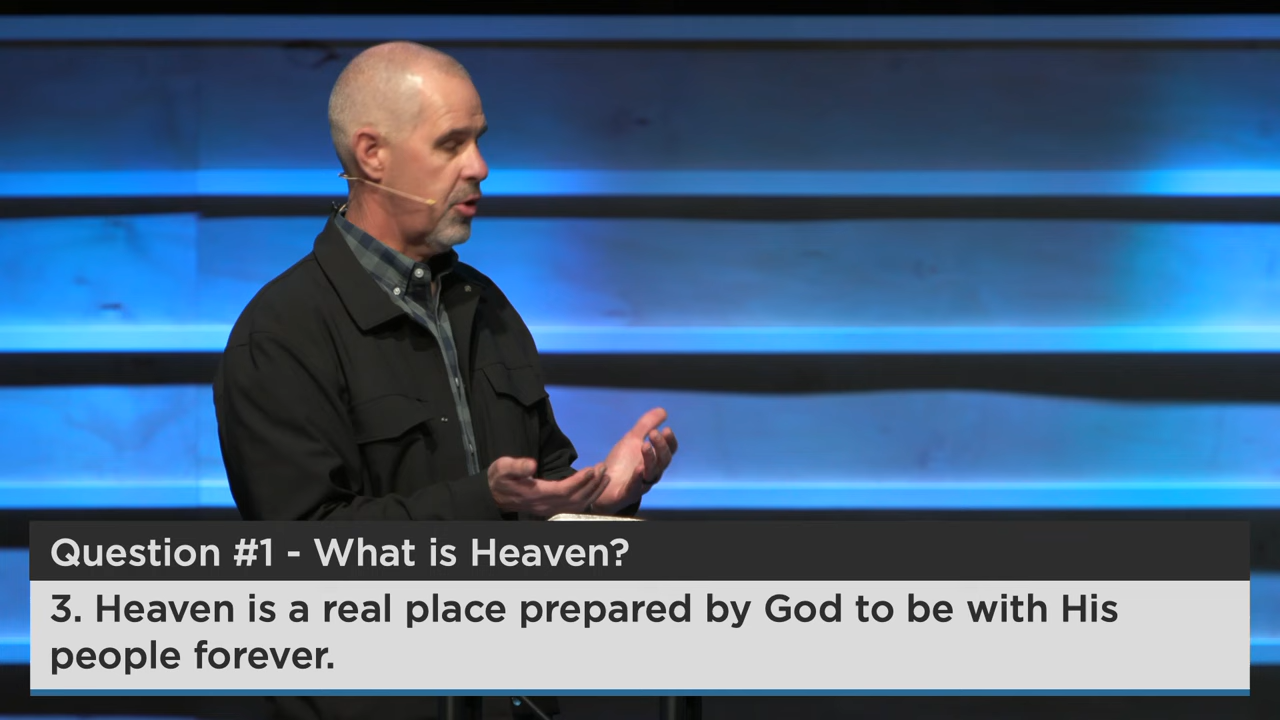 Question #1 - What is Heaven?
3. Heaven is a real place prepared by God to be with His
people forever.